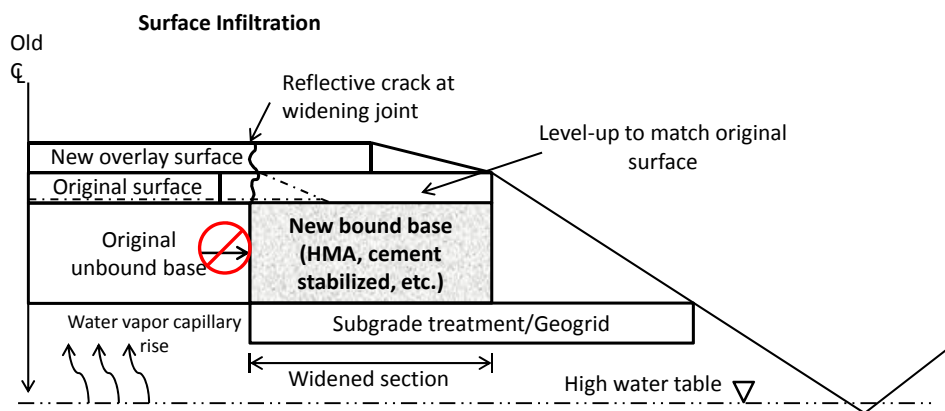 Surface Infiltration
Old
℄
Reflective crack at
widening joint
Level-up to match original
surface
New overlay surface
Original surface
Original
unbound base
New bound base
(HMA, cement
stabilized, etc.)
Water vapor capillary
rise
Subgrade treatment/Geogrid
Widened section
High water table